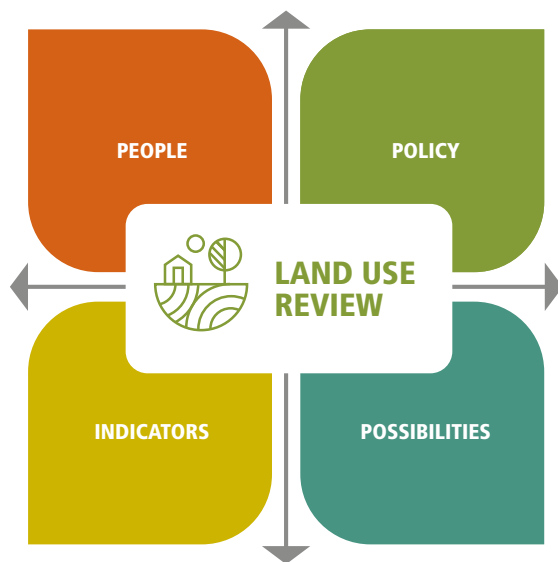 PEOPLE
POLICY
LAND USE
REVIEW
INDICATORS
POSSIBILITIES